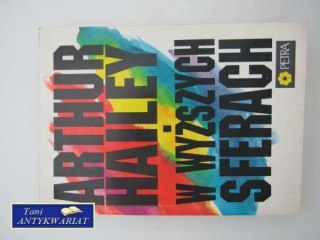 ARTHUR
HAILEY
W WYŻSZYCH
SFERACH
PETRA
Tani
ANTYKWARIAT